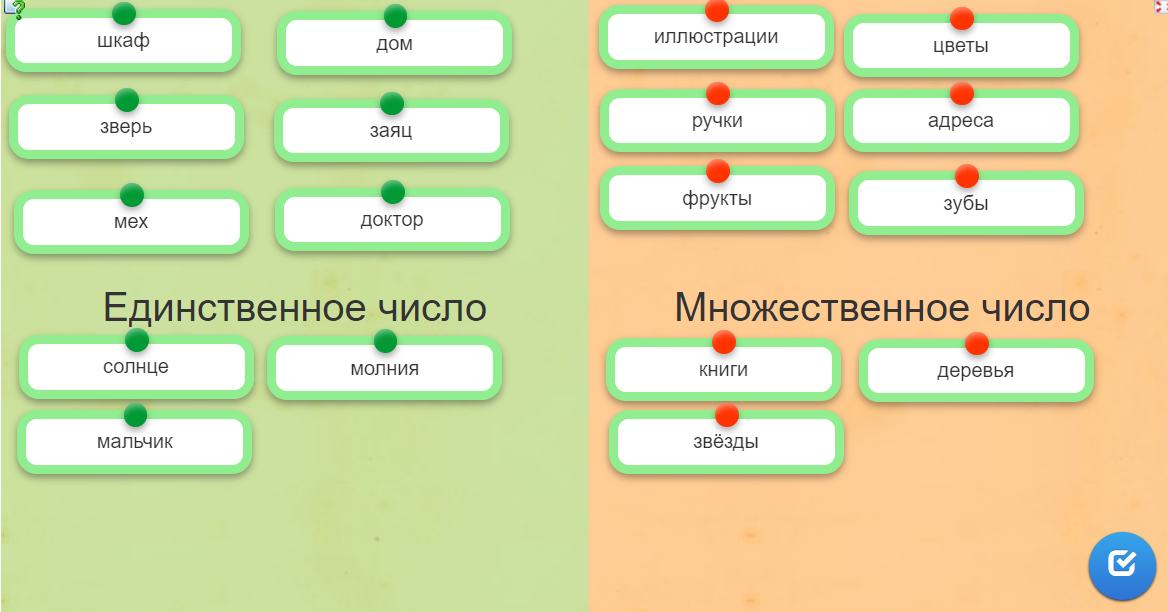 шкаф
дом
зверь
заяц
мех
доктор
Единственное число
солнце
молния
мальчик
иллюстрации
цветы
ручки
адреса
фрукты
зубы
Множественное число
книги
деревья
звёзды